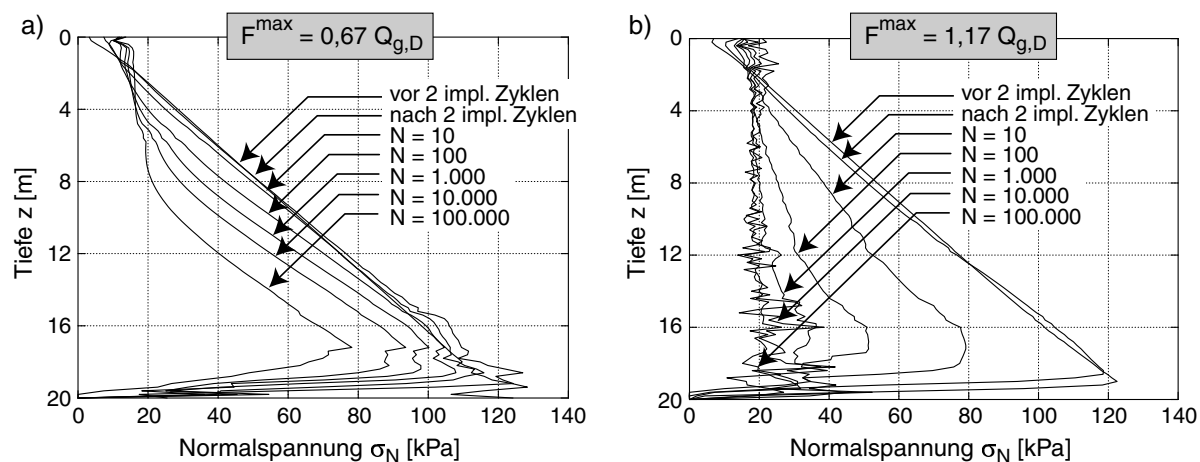 a)
F^max = 0,67 Q_g,D
0
4
8
12
16
20
0 20 40 60 80 100 120 140
Tiefe z [m]
Normalspannung σ_N [kPa]
vor 2 impl. Zyklen
nach 2 impl. Zyklen
N = 10
N = 100
N = 1.000
N = 10.000
N = 100.000
b)
F^max = 1,17 Q_g,D
0
4
8
12
16
20
0 20 40 60 80 100 120 140
Tiefe z [m]
Normalspannung σ_N [kPa]
vor 2 impl. Zyklen
nach 2 impl. Zyklen
N = 10
N = 100
N = 1.000
N = 10.000
N = 100.000